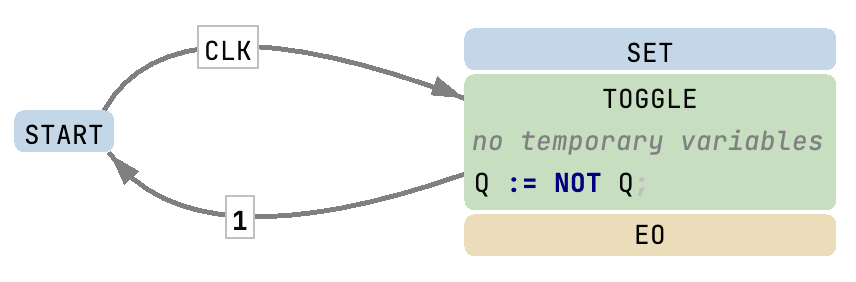 CLK
SET
TOGGLE
START
no temporary variables
Q := NOT Q;
1
EO